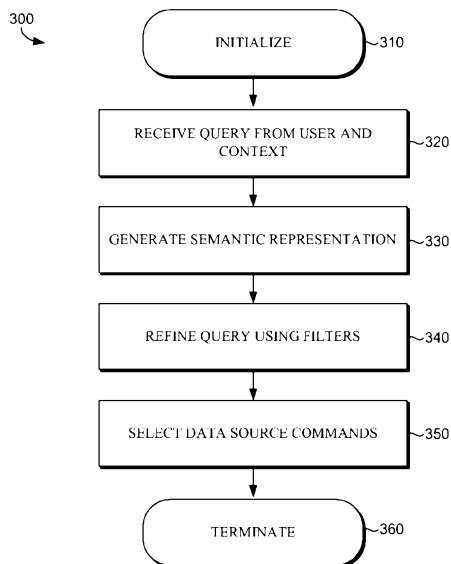 300
INITIALIZE
310
RECEIVE QUERY FROM USER AND
CONTEXT
320
GENERATE SEMANTIC REPRESENTATION
330
REFINE QUERY USING FILTERS
340
SELECT DATA SOURCE COMMANDS
350
TERMINATE
360